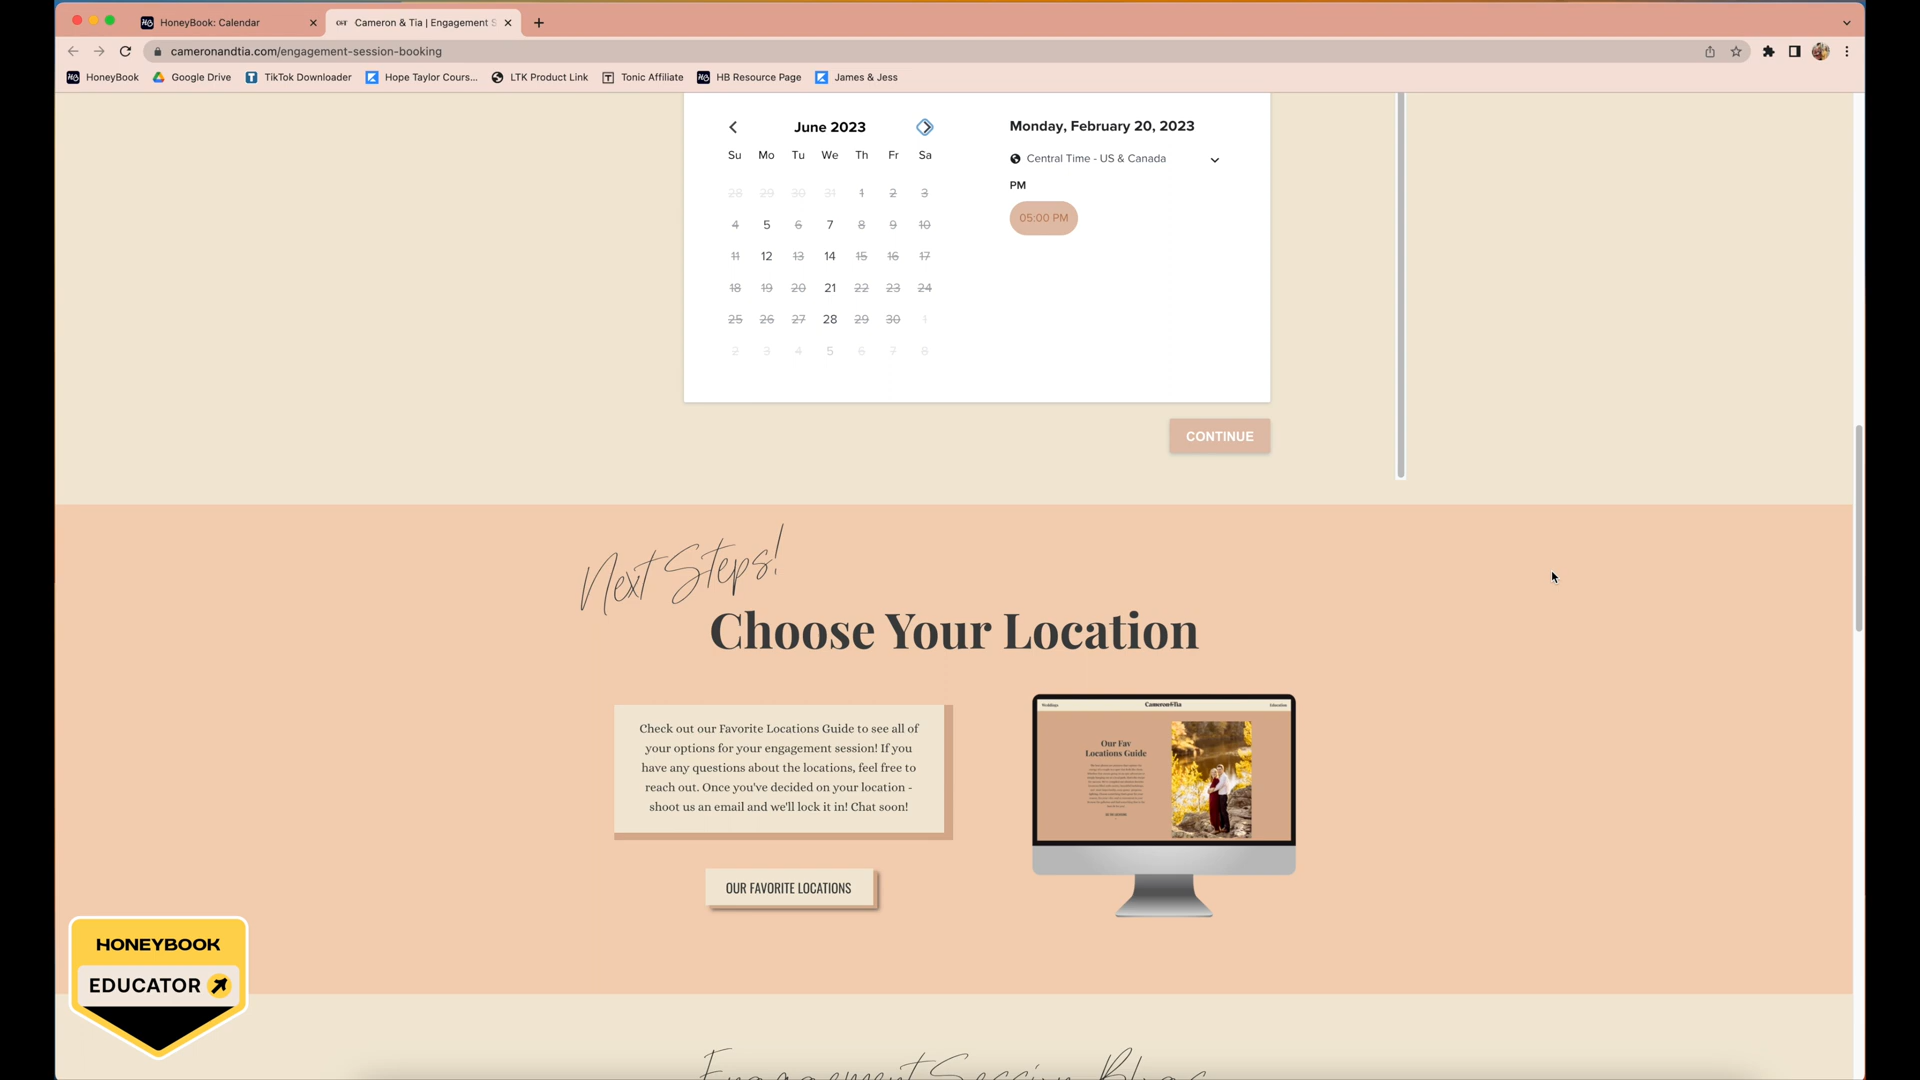 HoneyBook: Calendar
Cameron & Tia | Engagement S
cameronandtia.com/engagement-session-booking
HoneyBook
Google Drive
TikTok Downloader
Hope Taylor Cours...
LTK Product Link
Tonic Affiliate
HB Resource Page
James & Jess
June 2023
Su Mo Tu We Th Fr Sa
28 29 30 31 1 2 3
4 5 6 7 8 9 10
11 12 13 14 15 16 17
18 19 20 21 22 23 24
25 26 27 28 29 30 1
2 3 4 5 6 7 8
Monday, February 20, 2023
Central Time - US & Canada
PM
05:00 PM
CONTINUE
Next Steps!
Choose Your Location
Check out our Favorite Locations Guide to see all of
your options for your engagement session! If you
have any questions about the locations, feel free to
reach out. Once you've decided on your location -
shoot us an email and we'll lock it in! Chat soon!
OUR FAVORITE LOCATIONS
Weddings
Cameron&Tia
Education
Our Fav
Locations Guide
HONEYBOOK
EDUCATOR
Engagement Session Blogs